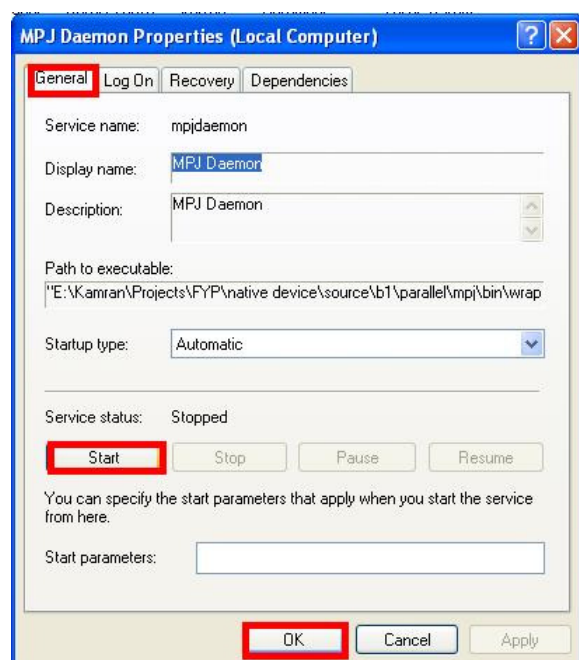 MPJ Daemon Properties (Local Computer)
General Log On Recovery Dependencies
Service name: mpjdaemon
Display name: MPJ Daemon
Description: MPJ Daemon
Path to executable:
"E:\Kamran\Projects\FYP\native device\source\b1\parallel\mpj\bin\wrap
Startup type: Automatic
Service status: Stopped
Start Stop Pause Resume
You can specify the start parameters that apply when you start the service
from here.
Start parameters:
OK Cancel Apply